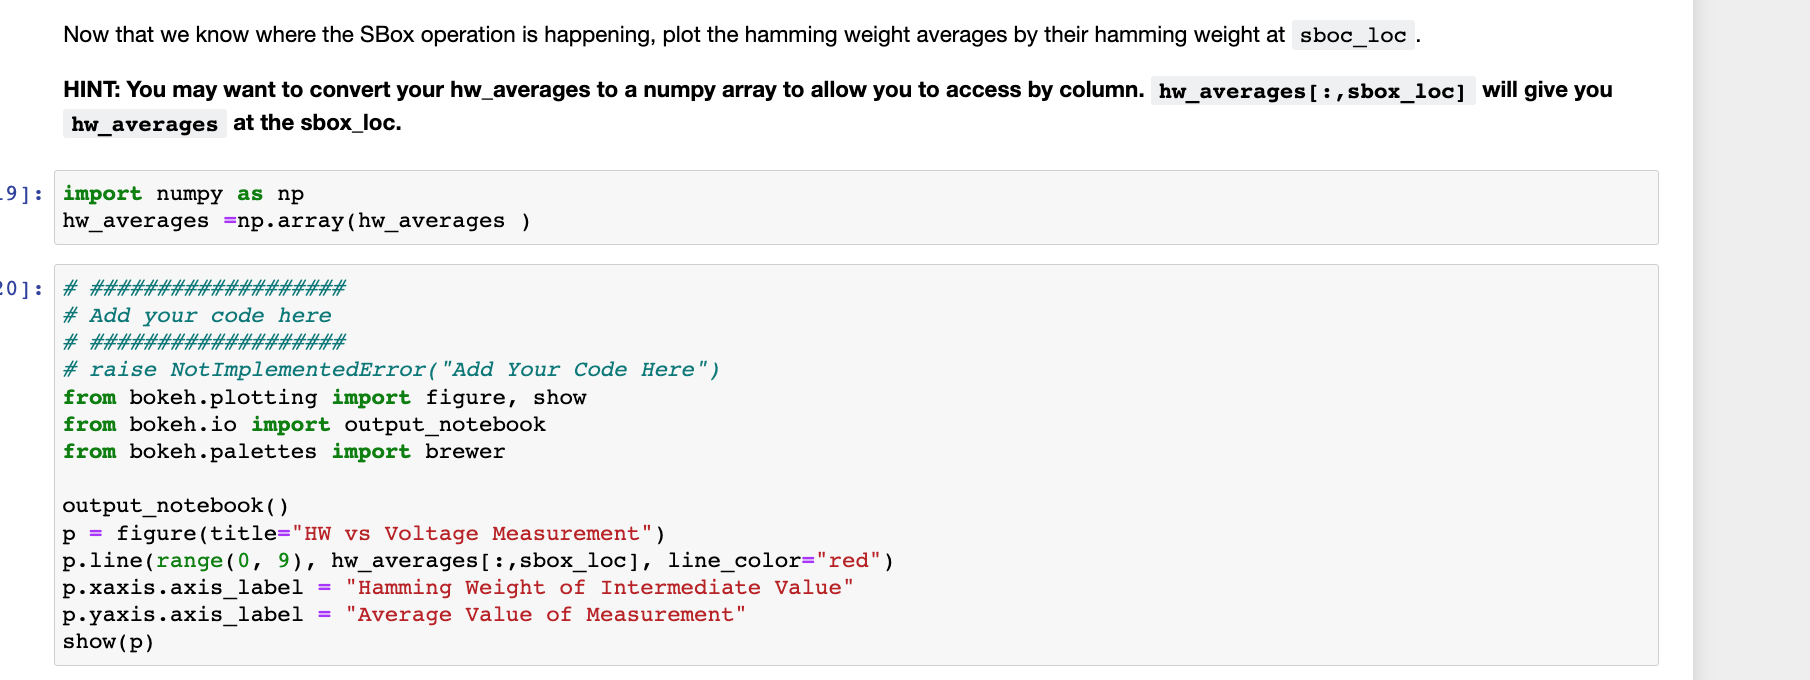 Now that we know where the SBox operation is happening, plot the hamming weight averages by their hamming weight at sboc_loc.
HINT: You may want to convert your hw_averages to a numpy array to allow you to access by column. hw_averages[:,sbox_loc] will give you
hw_averages at the sbox_loc.
9]: import numpy as np
hw_averages =np.array(hw_averages )
20]: # ###################
# Add your code here
# ###################
# raise NotImplementedError("Add Your Code Here")
from bokeh.plotting import figure, show
from bokeh.io import output_notebook
from bokeh.palettes import brewer
output_notebook()
p = figure(title="HW vs Voltage Measurement")
p.line(range(0, 9), hw_averages[:,sbox_loc], line_color="red")
p.xaxis.axis_label = "Hamming Weight of Intermediate Value"
p.yaxis.axis_label = "Average Value of Measurement"
show(p)